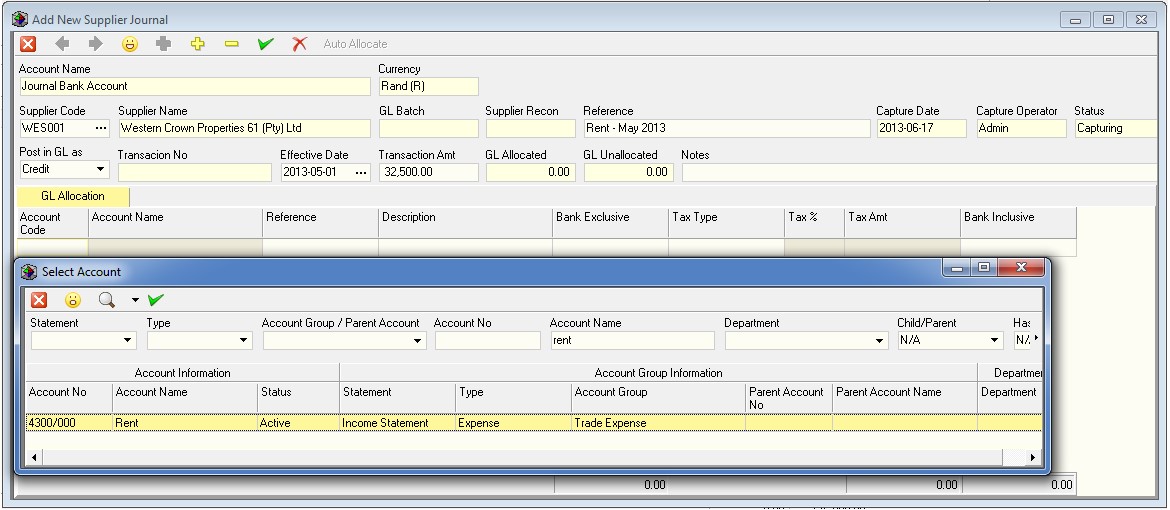 Add New Supplier Journal
Auto Allocate
Account Name Currency
Journal Bank Account Rand (R)
Supplier Code Supplier Name GL Batch Supplier Recon Reference Capture Date Capture Operator Status
WES001 ... Western Crown Properties 61 (Pty) Ltd Rent - May 2013 2013-06-17 Admin Capturing
Post in GL as Transacion No Effective Date Transaction Amt GL Allocated GL Unallocated Notes
Credit 2013-05-01 ... 32,500.00 0.00 0.00
GL Allocation
Account Code Account Name Reference Description Bank Exclusive Tax Type Tax % Tax Amt Bank Inclusive
Select Account
Statement Type Account Group / Parent Account Account No Account Name Department Child/Parent Has
rent N/A N/
Account Information Account Group Information Departmen
Account No Account Name Status Statement Type Account Group Parent Account No Parent Account Name Department
4300/000 Rent Active Income Statement Expense Trade Expense
0.00 0.00 0.00